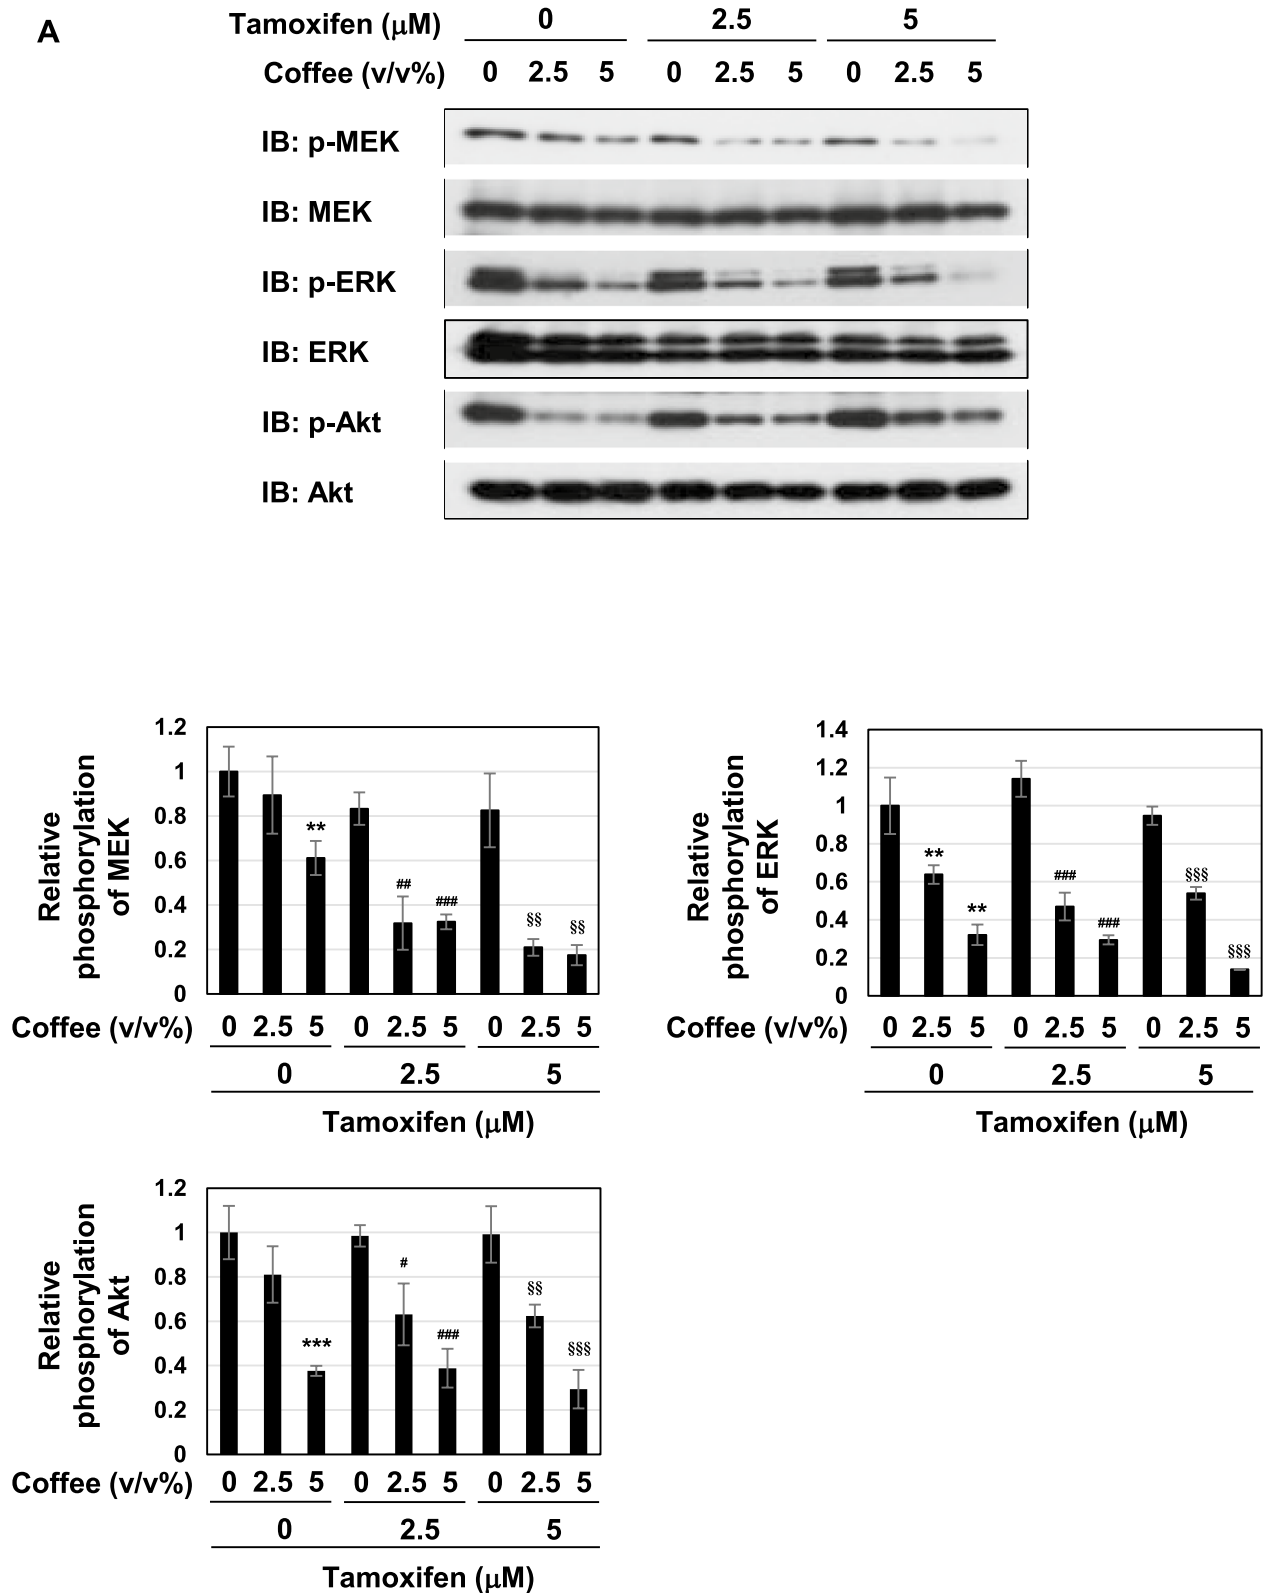 A
Tamoxifen (μM) 0 2.5 5
Coffee (v/v%) 0 2.5 5 0 2.5 5 0 2.5 5
IB: p-MEK
IB: MEK
IB: p-ERK
IB: ERK
IB: p-Akt
IB: Akt
Relative
phosphorylation
of MEK
1.2
1
0.8
0.6
0.4
0.2
0
**
##
###
§§
§§
Coffee (v/v%) 0 2.5 5 0 2.5 5 0 2.5 5
0 2.5 5
Tamoxifen (μM)
Relative
phosphorylation
of ERK
1.4
1.2
1
0.8
0.6
0.4
0.2
0
**
**
###
###
§§§
§§§
Coffee (v/v%) 0 2.5 5 0 2.5 5 0 2.5 5
0 2.5 5
Tamoxifen (μM)
Relative
phosphorylation
of Akt
1.2
1
0.8
0.6
0.4
0.2
0
***
#
###
§§
§§§
Coffee (v/v%) 0 2.5 5 0 2.5 5 0 2.5 5
0 2.5 5
Tamoxifen (μM)